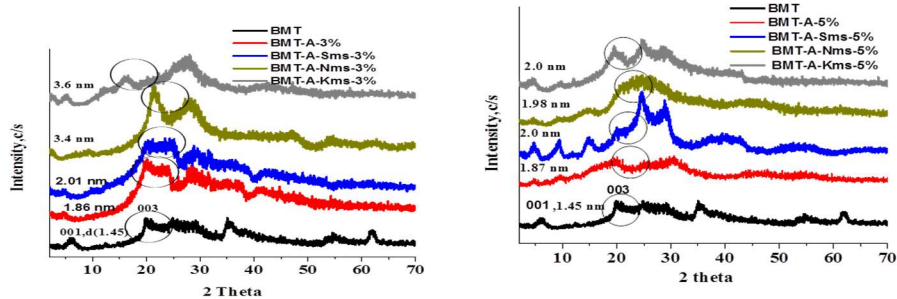 BMT
BMT-A-3%
BMT-A-Sms-3%
BMT-A-Nms-3%
BMT-A-Kms-3%
3.6 nm
3.4 nm
2.01 nm
1.86 nm
003
001,d(1.45)
Intensity,c/s
10 20 30 40 50 60 70
2 Theta
BMT
BMT-A-5%
BMT-A-Sms-5%
BMT-A-Nms-5%
BMT-A-Kms-5%
2.0 nm
1.98 nm
2.0 nm
1.87 nm
003
001 ,1.45 nm
Intensity,c/s
10 20 30 40 50 60 70
2 theta